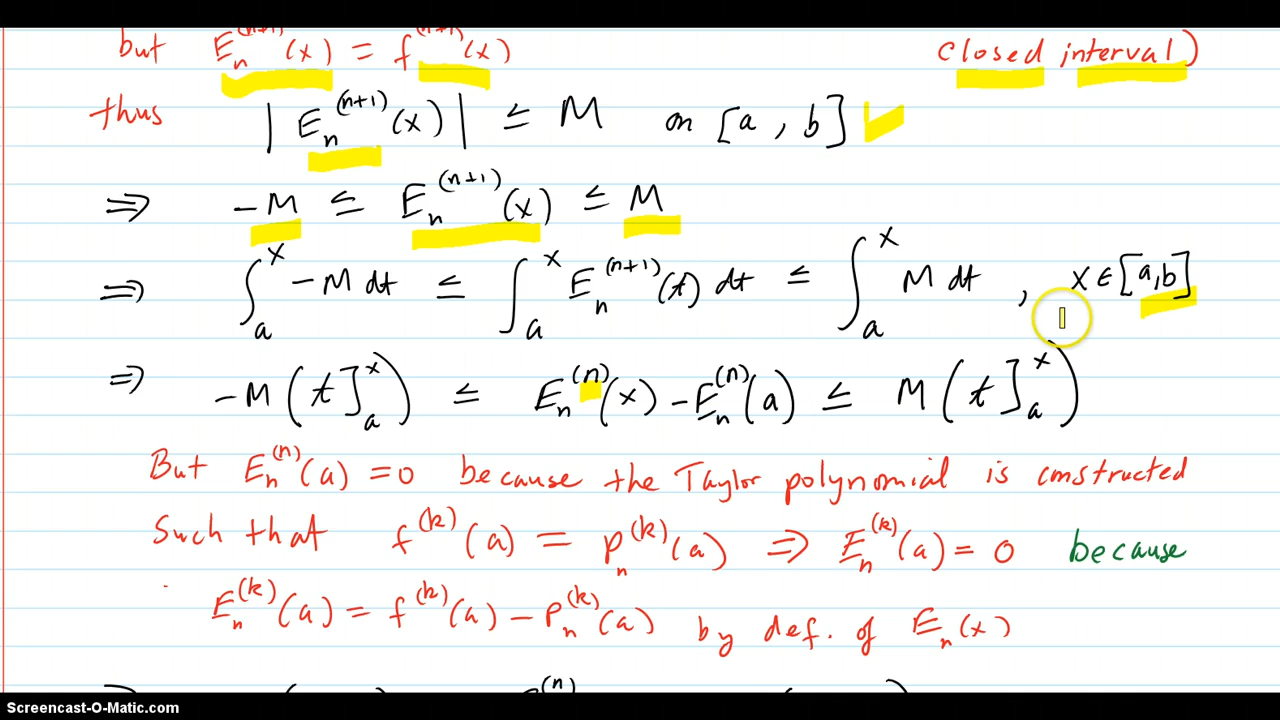 but E_n^(n+1)(x) = f^(n+1)(x) closed interval)
thus |E_n^(n+1)(x)| ≤ M on [a, b]
⇒ -M ≤ E_n^(n+1)(x) ≤ M
⇒ ∫_a^x -M dt ≤ ∫_a^x E_n^(n+1)(t) dt ≤ ∫_a^x M dt , x ∈ [a,b]
⇒ -M (t]_a^x) ≤ E_n^(n)(x) - E_n^(n)(a) ≤ M (t]_a^x)
But E_n^(n)(a) = 0 because the Taylor polynomial is constructed
Such that f^(k)(a) = P_n^(k)(a) ⇒ E_n^(k)(a) = 0 because
E_n^(k)(a) = f^(k)(a) - P_n^(k)(a) by def. of E_n(x)
Screencast-O-Matic.com